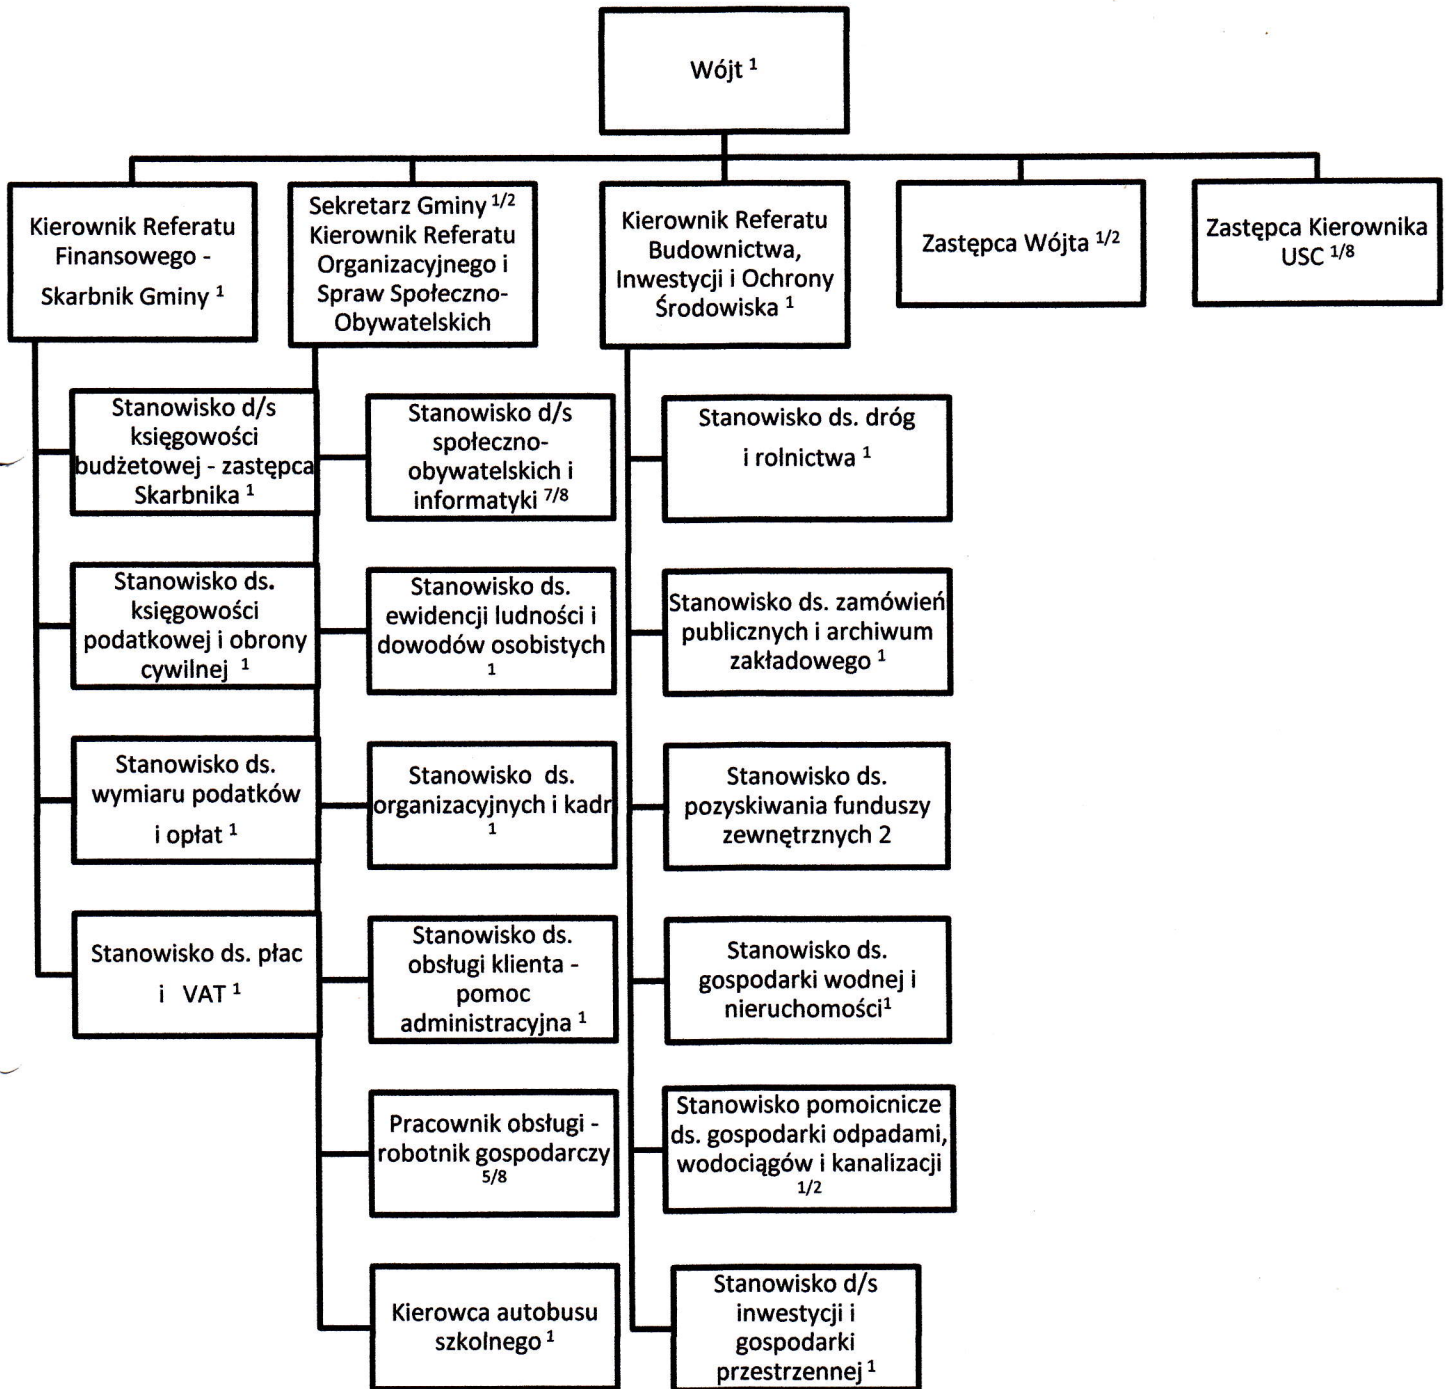 Wójt 1
Kierownik Referatu
Finansowego -
Skarbnik Gminy 1
Sekretarz Gminy 1/2
Kierownik Referatu
Organizacyjnego i
Spraw Społeczno-
Obywatelskich
Kierownik Referatu
Budownictwa,
Inwestycji i Ochrony
Środowiska 1
Zastępca Wójta 1/2
Zastępca Kierownika
USC 1/8
Stanowisko d/s
księgowości
budżetowej - zastępca
Skarbnika 1
Stanowisko ds.
księgowości
podatkowej i obrony
cywilnej 1
Stanowisko ds.
wymiaru podatków
i opłat 1
Stanowisko ds. płac
i VAT 1
Stanowisko d/s
społeczno-
obywatelskich i
informatyki 7/8
Stanowisko ds.
ewidencji ludności i
dowodów osobistych
1
Stanowisko ds.
organizacyjnych i kadr
1
Stanowisko ds.
obsługi klienta -
pomoc
administracyjna 1
Pracownik obsługi -
robotnik gospodarczy
5/8
Kierowca autobusu
szkolnego 1
Stanowisko ds. dróg
i rolnictwa 1
Stanowisko ds. zamówień
publicznych i archiwum
zakładowego 1
Stanowisko ds.
pozyskiwania funduszy
zewnętrznych 2
Stanowisko ds.
gospodarki wodnej i
nieruchomości 1
Stanowisko pomoicnicze
ds. gospodarki odpadami,
wodociągów i kanalizacji
1/2
Stanowisko d/s
inwestycji i
gospodarki
przestrzennej 1